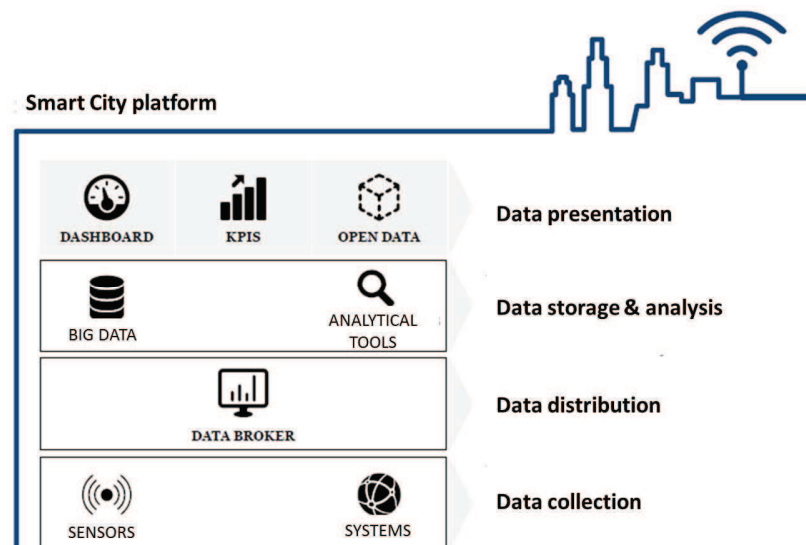 Smart City platform
DASHBOARD
KPIS
OPEN DATA
Data presentation
BIG DATA
ANALYTICAL
TOOLS
Data storage & analysis
DATA BROKER
Data distribution
SENSORS
SYSTEMS
Data collection